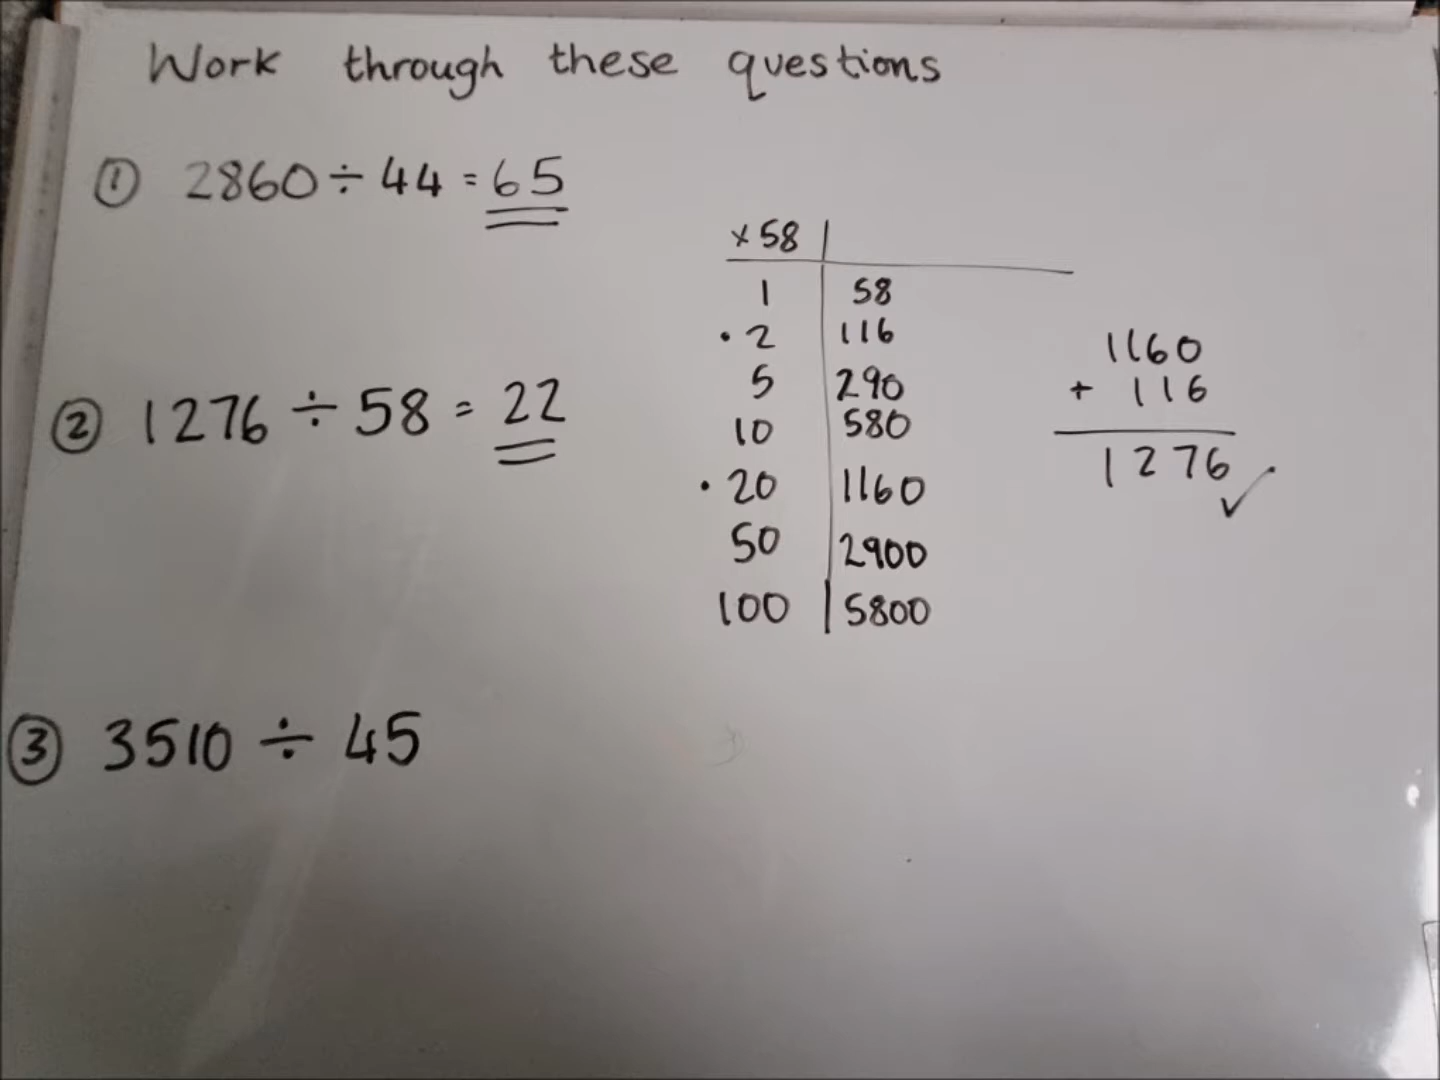 Work through these questions
① 2860 ÷ 44 = 65
② 1276 ÷ 58 = 22
③ 3510 ÷ 45
x 58
1 58
· 2 116
5 290
10 580
· 20 1160
50 2900
100 5800
1160
+ 116
1276 ✓